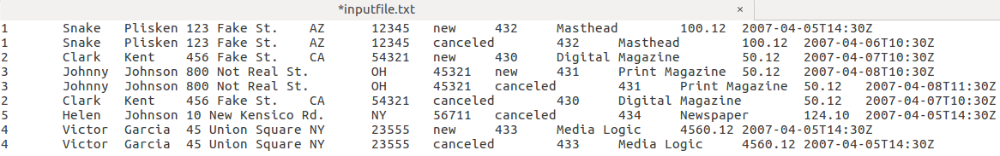 *inputfile.txt ×
1 Snake Plisken 123 Fake St. AZ 12345 new 432 Masthead 100.12 2007-04-05T14:30Z
1 Snake Plisken 123 Fake St. AZ 12345 canceled 432 Masthead 100.12 2007-04-06T10:30Z
2 Clark Kent 456 Fake St. CA 54321 new 430 Digital Magazine 50.12 2007-04-07T10:30Z
3 Johnny Johnson 800 Not Real St. OH 45321 new 431 Print Magazine 50.12 2007-04-08T10:30Z
3 Johnny Johnson 800 Not Real St. OH 45321 canceled 431 Print Magazine 50.12 2007-04-08T11:30Z
2 Clark Kent 456 Fake St. CA 54321 canceled 430 Digital Magazine 50.12 2007-04-07T10:30Z
5 Helen Johnson 10 New Kensico Rd. NY 56711 canceled 434 Newspaper 124.10 2007-04-05T14:30Z
4 Victor Garcia 45 Union Square NY 23555 new 433 Media Logic 4560.12 2007-04-05T14:30Z
4 Victor Garcia 45 Union Square NY 23555 canceled 433 Media Logic 4560.12 2007-04-05T14:30Z